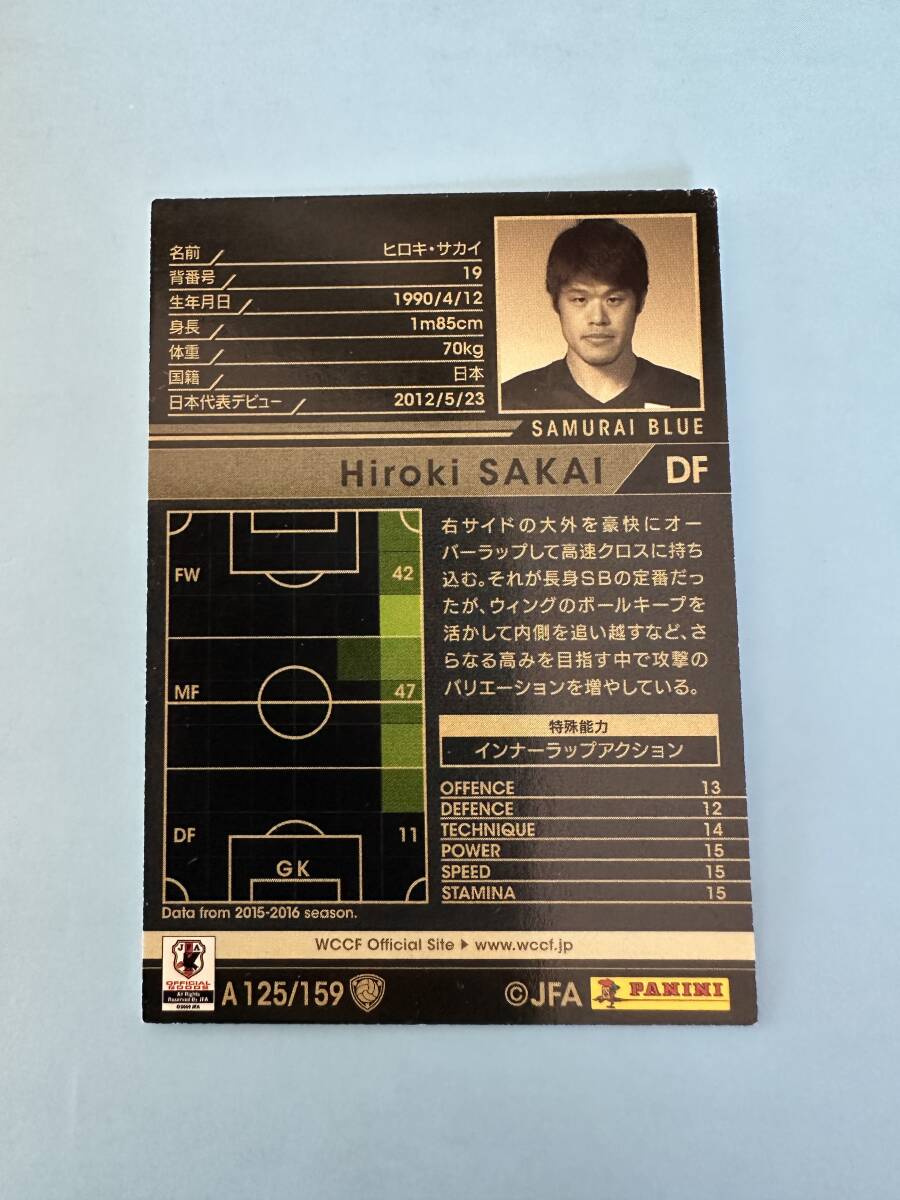 名前 ヒロキ・サカイ
背番号 19
生年月日 1990/4/12
身長 1m85cm
体重 70kg
国籍 日本
日本代表デビュー 2012/5/23
SAMURAI BLUE
Hiroki SAKAI DF
右サイドの大外を豪快にオー
バーラップして高速クロスに持ち
込む。それが長身SBの定番だっ
たが、ウィングのボールキープを
活かして内側を追い越すなど、さ
らなる高みを目指す中で攻撃の
バリエーションを増やしている。
FW 42
MF 47
DF 11
GK
Data from 2015-2016 season.
特殊能力
インナーラップアクション
OFFENCE 13
DEFENCE 12
TECHNIQUE 14
POWER 15
SPEED 15
STAMINA 15
WCCF Official Site ▶ www.wccf.jp
JFA
OFFICIAL
GOODS
All Rights
Reserved By JFA
A 125/159
©JFA
PANINI